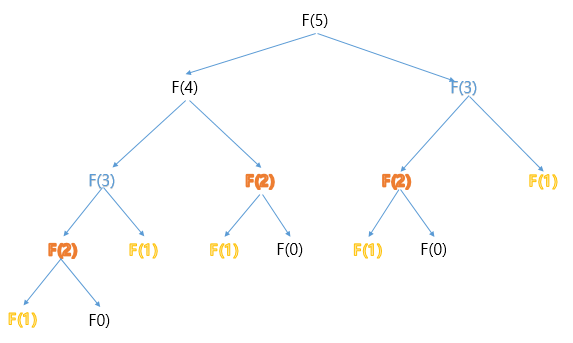 F(5)
F(4) F(3)
F(3) F(2) F(2) F(1)
F(2) F(1) F(1) F(0) F(1) F(0)
F(1) F0)